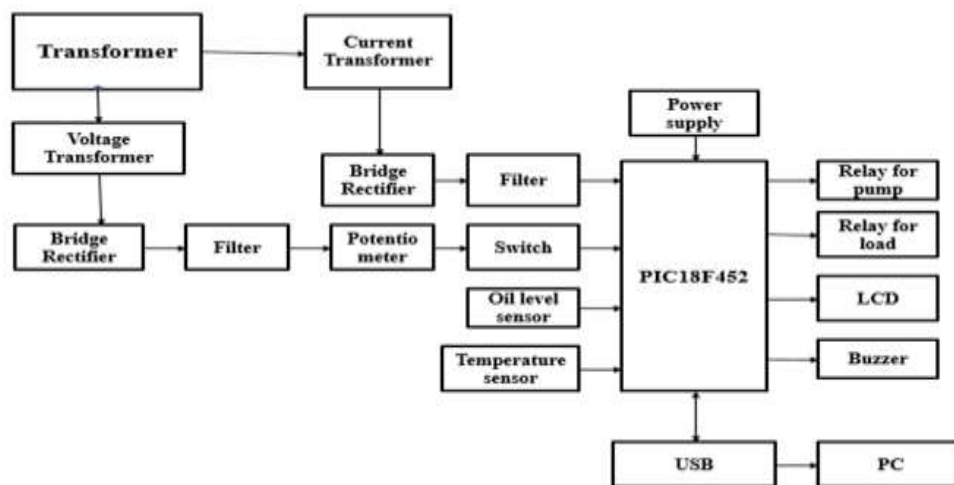 Transformer
Current
Transformer
Power
supply
Voltage
Transformer
Bridge
Rectifier
Filter
Relay for
pump
Bridge
Rectifier
Filter
Potentio
meter
Switch
PIC18F452
Relay for
load
Oil level
sensor
LCD
Temperature
sensor
Buzzer
USB
PC